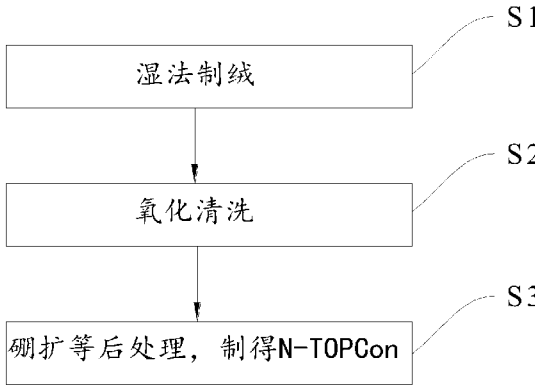 S1
湿法制绒
S2
氧化清洗
S3
硼扩等后处理，制得N-TOPCon